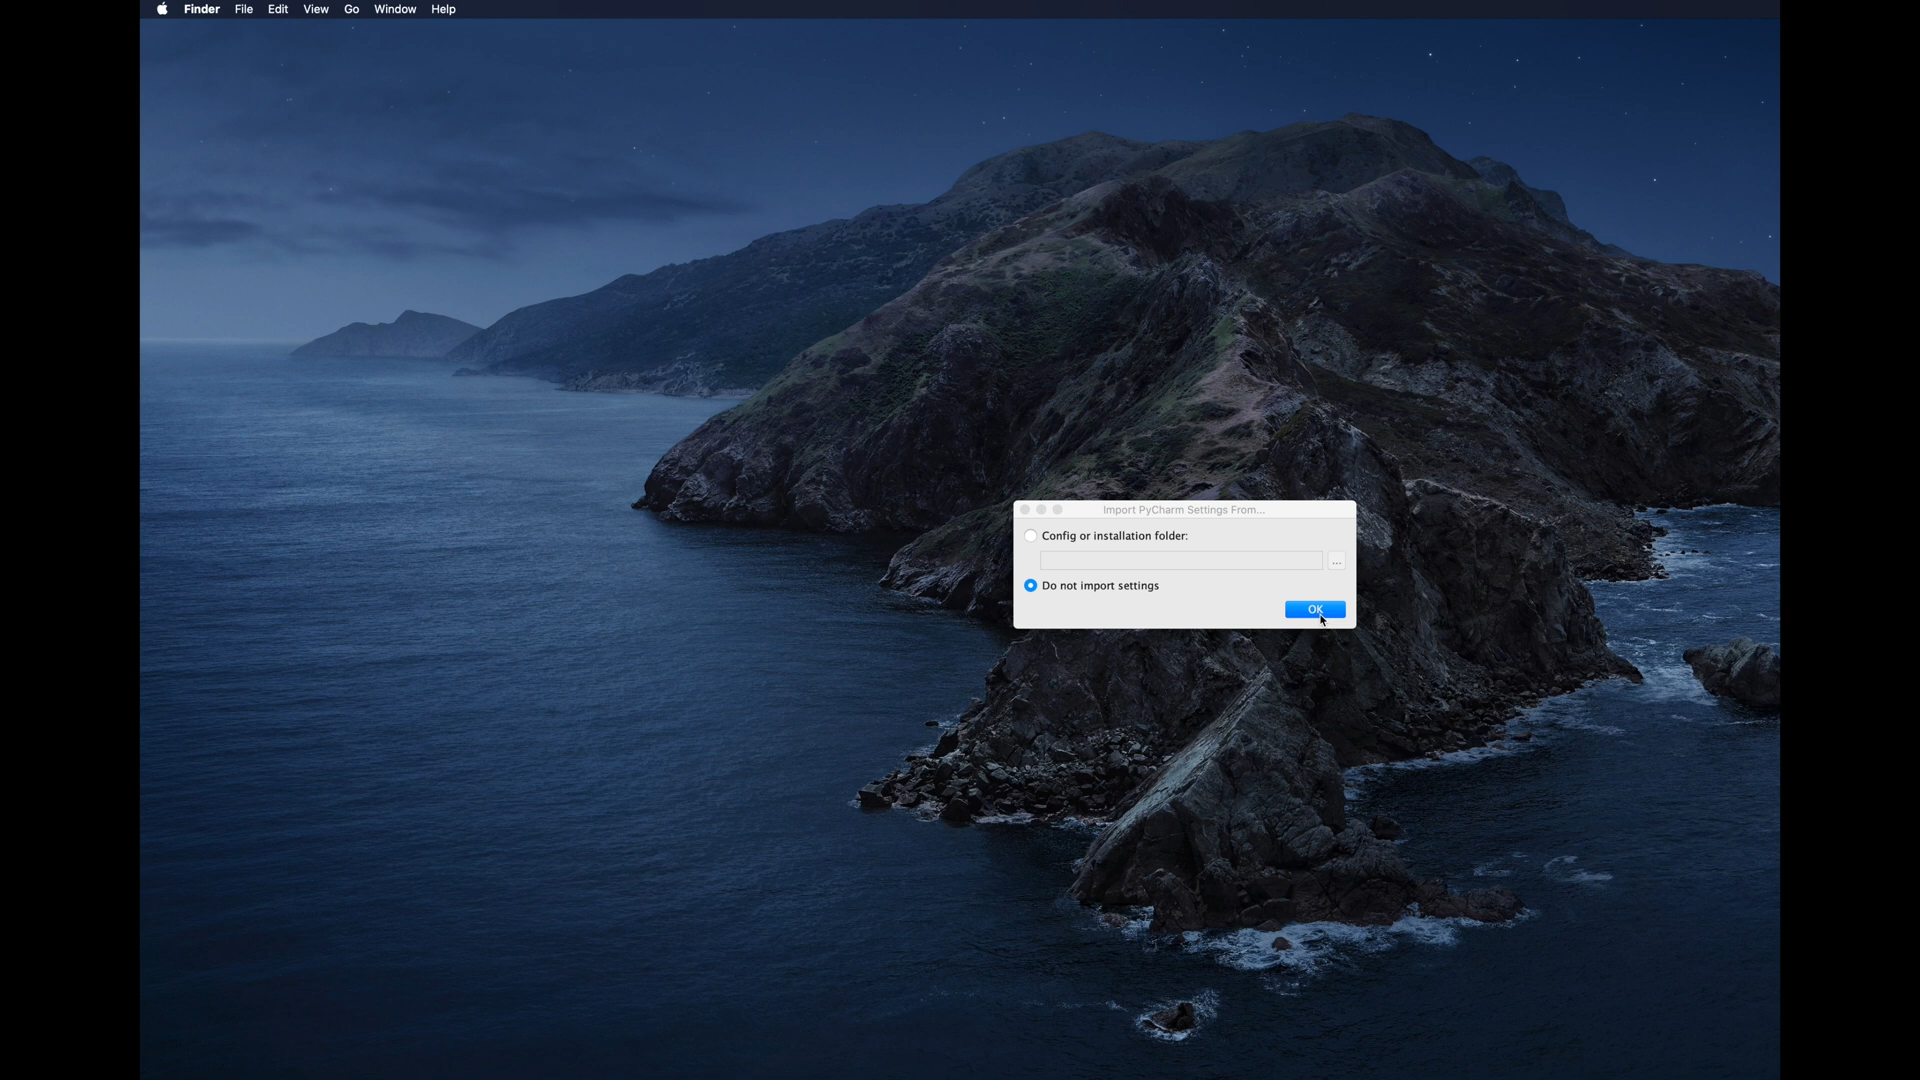 Finder File Edit View Go Window Help
Import PyCharm Settings From...
Config or installation folder:
...
Do not import settings
OK